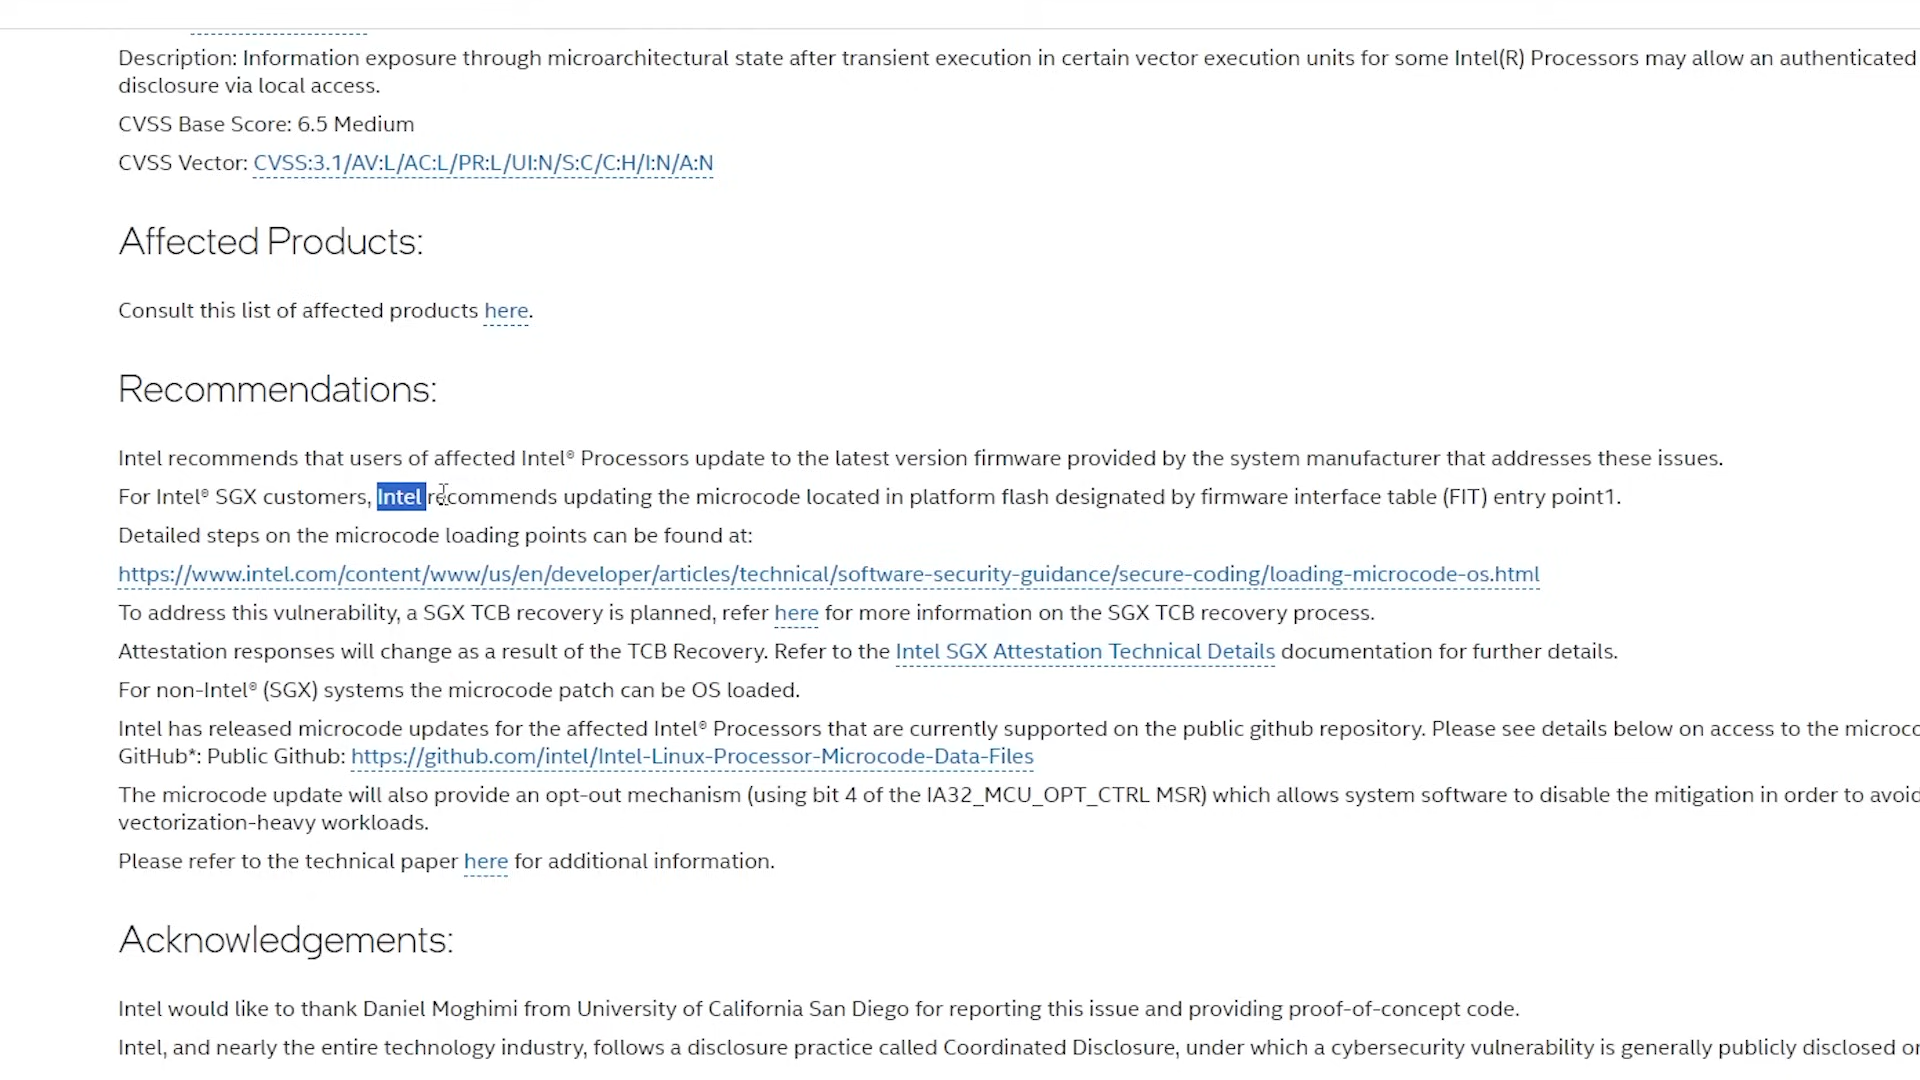 Description: Information exposure through microarchitectural state after transient execution in certain vector execution units for some Intel(R) Processors may allow an authenticated
disclosure via local access.
CVSS Base Score: 6.5 Medium
CVSS Vector: CVSS:3.1/AV:L/AC:L/PR:L/UI:N/S:C/C:H/I:N/A:N
Affected Products:
Consult this list of affected products here.
Recommendations:
Intel recommends that users of affected Intel® Processors update to the latest version firmware provided by the system manufacturer that addresses these issues.
For Intel® SGX customers, Intel recommends updating the microcode located in platform flash designated by firmware interface table (FIT) entry point1.
Detailed steps on the microcode loading points can be found at:
https://www.intel.com/content/www/us/en/developer/articles/technical/software-security-guidance/secure-coding/loading-microcode-os.html
To address this vulnerability, a SGX TCB recovery is planned, refer here for more information on the SGX TCB recovery process.
Attestation responses will change as a result of the TCB Recovery. Refer to the Intel SGX Attestation Technical Details documentation for further details.
For non-Intel® (SGX) systems the microcode patch can be OS loaded.
Intel has released microcode updates for the affected Intel® Processors that are currently supported on the public github repository. Please see details below on access to the
GitHub*: Public Github: https://github.com/intel/Intel-Linux-Processor-Microcode-Data-Files
The microcode update will also provide an opt-out mechanism (using bit 4 of the IA32_MCU_OPT_CTRL MSR) which allows system software to disable the mitigation in order to avoid
vectorization-heavy workloads.
Please refer to the technical paper here for additional information.
Acknowledgements:
Intel would like to thank Daniel Moghimi from University of California San Diego for reporting this issue and providing proof-of-concept code.
Intel, and nearly the entire technology industry, follows a disclosure practice called Coordinated Disclosure, under which a cybersecurity vulnerability is generally publicly disclosed